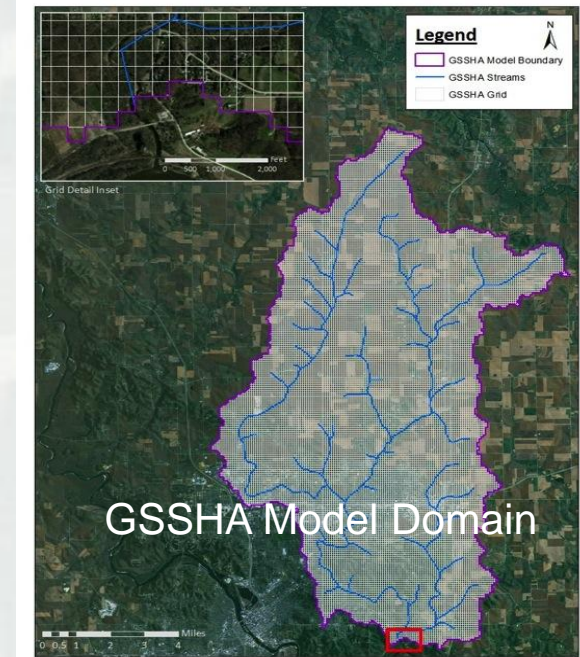 Legend
N
GSSHA Model Boundary
GSSHA Streams
GSSHA Grid
Feet
0 500 1,000 2,000
Grid Detail Inset
GSSHA Model Domain
Miles
0 0.5 1 2 3 4